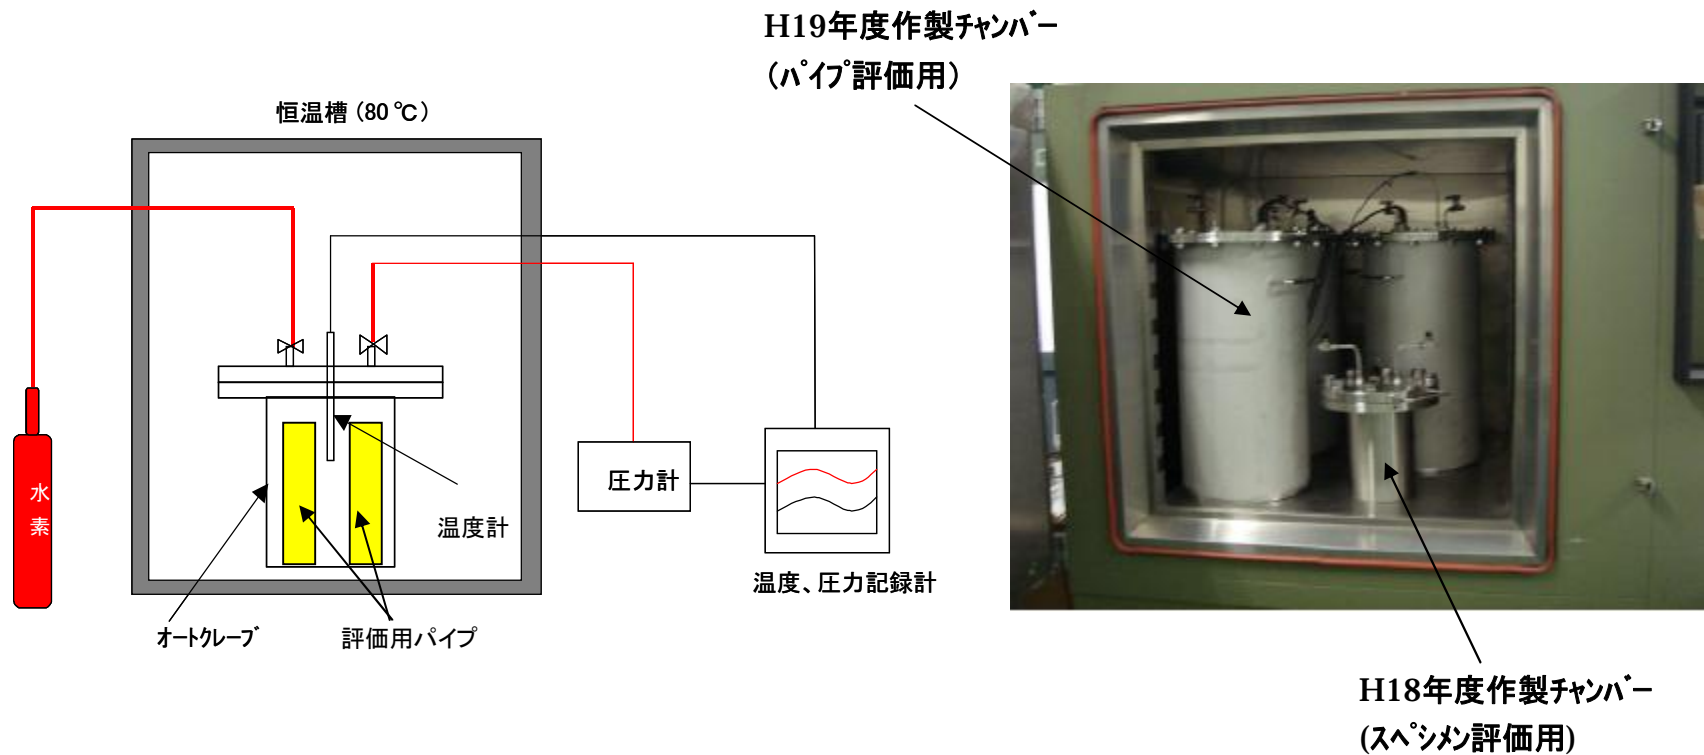 H19年度作製ﾁｬﾝﾊﾞｰ
(ﾊﾟｲﾌﾟ評価用)
恒温槽 (80 ℃)
水
素
温度計
圧力計
温度、圧力記録計
ｵｰﾄｸﾚｰﾌﾞ
評価用パイプ
H18年度作製ﾁｬﾝﾊﾞｰ
(ｽﾍﾟｼﾒﾝ評価用)